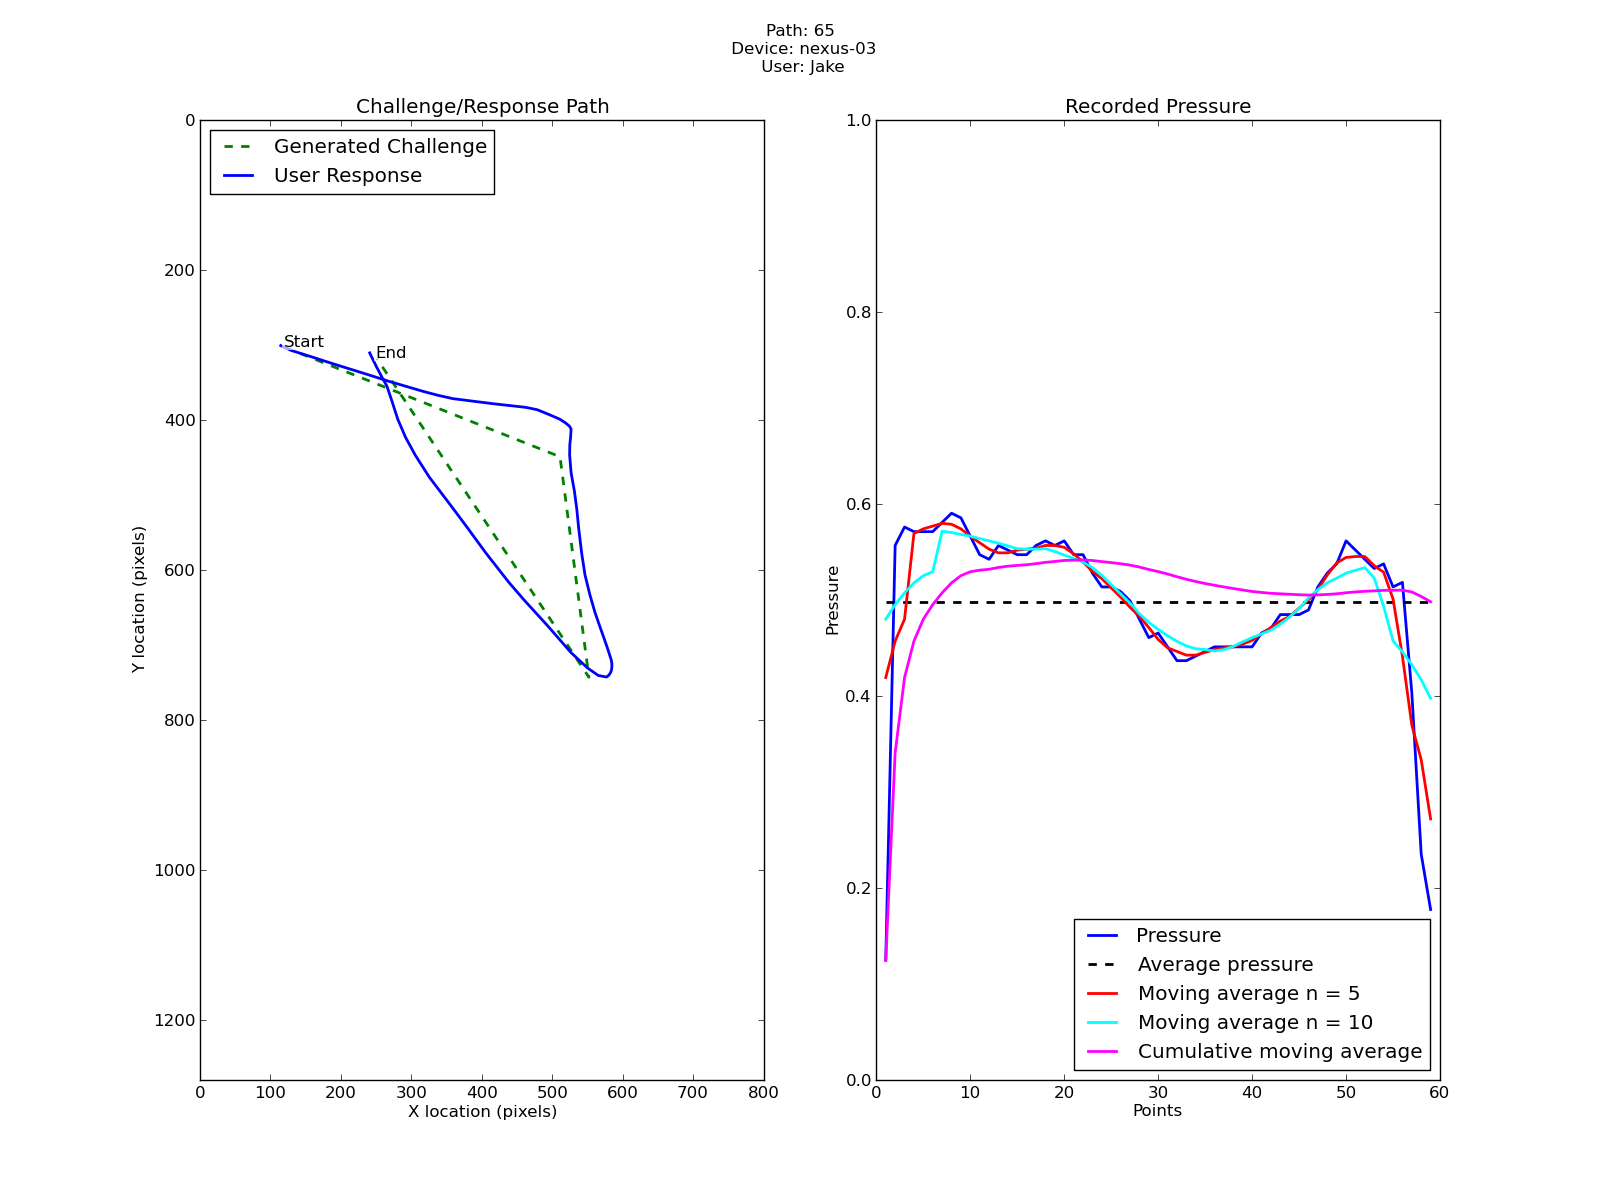 Path: 65
Device: nexus-03
User: Jake
Challenge/Response Path
Generated Challenge
User Response
Start
End
0
200
400
600
800
1000
1200
Y location (pixels)
0 100 200 300 400 500 600 700 800
X location (pixels)
Recorded Pressure
1.0
0.8
0.6
0.4
0.2
0.0
Pressure
Pressure
Average pressure
Moving average n = 5
Moving average n = 10
Cumulative moving average
0 10 20 30 40 50 60
Points